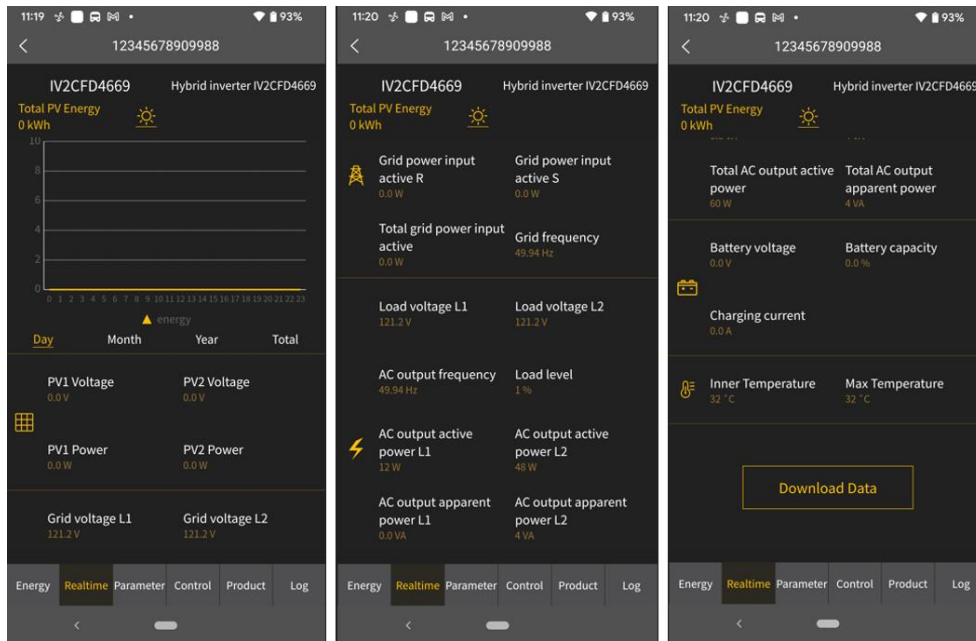 11:19
93%
12345678909988
IV2CFD4669
Hybrid inverter IV2CFD4669
Total PV Energy
0 kWh
10
8
6
4
2
0
0 1 2 3 4 5 6 7 8 9 10 11 12 13 14 15 16 17 18 19 20 21 22 23
energy
Day Month Year Total
PV1 Voltage PV2 Voltage
0.0 V 0.0 V
PV1 Power PV2 Power
0.0 W 0.0 W
Grid voltage L1 Grid voltage L2
121.2 V 121.2 V
Energy Realtime Parameter Control Product Log
11:20
93%
12345678909988
IV2CFD4669
Hybrid inverter IV2CFD4669
Total PV Energy
0 kWh
Grid power input
active R
0.0 W
Grid power input
active S
0.0 W
Total grid power input
active
0.0 W
Grid frequency
49.94 Hz
Load voltage L1 Load voltage L2
121.2 V 121.2 V
AC output frequency Load level
49.94 Hz 1 %
AC output active
power L1
12 W
AC output active
power L2
48 W
AC output apparent
power L1
0.0 VA
AC output apparent
power L2
4 VA
Energy Realtime Parameter Control Product Log
11:20
93%
12345678909988
IV2CFD4669
Hybrid inverter IV2CFD4669
Total PV Energy
0 kWh
Total AC output active
power
60 W
Total AC output
apparent power
4 VA
Battery voltage Battery capacity
0.0 V 0.0 %
Charging current
0.0 A
Inner Temperature Max Temperature
32 °C 32 °C
Download Data
Energy Realtime Parameter Control Product Log